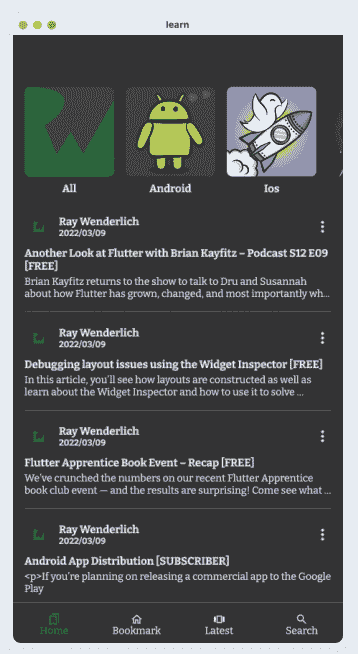 learn
All
Android
Ios
Ray Wenderlich
2022/03/09
Another Look at Flutter with Brian Kayfitz – Podcast S12 E09
[FREE]
Brian Kayfitz returns to the show to talk to Dru and Susannah
about how Flutter has grown, changed, and most importantly wh...
Ray Wenderlich
2022/03/09
Debugging layout issues using the Widget Inspector [FREE]
In this article, you'll see how layouts are constructed as well as
learn about the Widget Inspector and how to use it to solve ...
Ray Wenderlich
2022/03/09
Flutter Apprentice Book Event – Recap [FREE]
We've crunched the numbers on our recent Flutter Apprentice
book club event — and the results are surprising! Come see what ...
Ray Wenderlich
2022/03/09
Android App Distribution [SUBSCRIBER]
<p>If you're planning on releasing a commercial app to the Google
Play
Home
Bookmark
Latest
Search